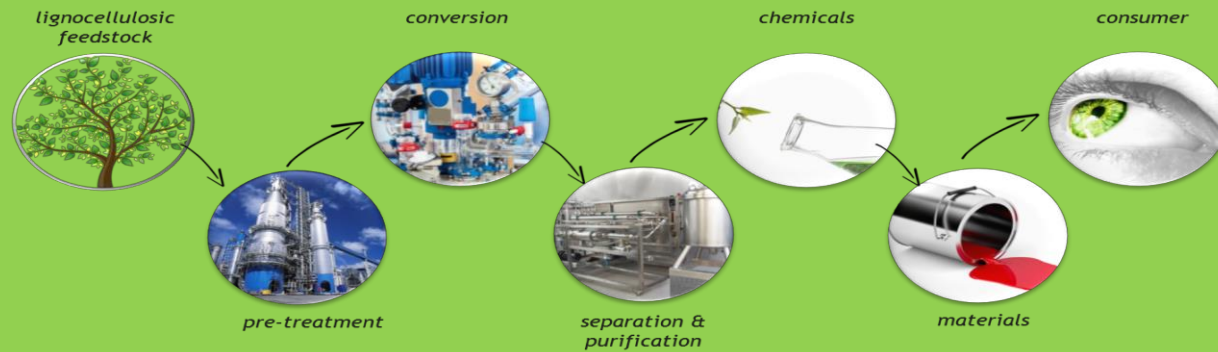 lignocellulosic
feedstock
conversion
chemicals
consumer
pre-treatment
separation &
purification
materials